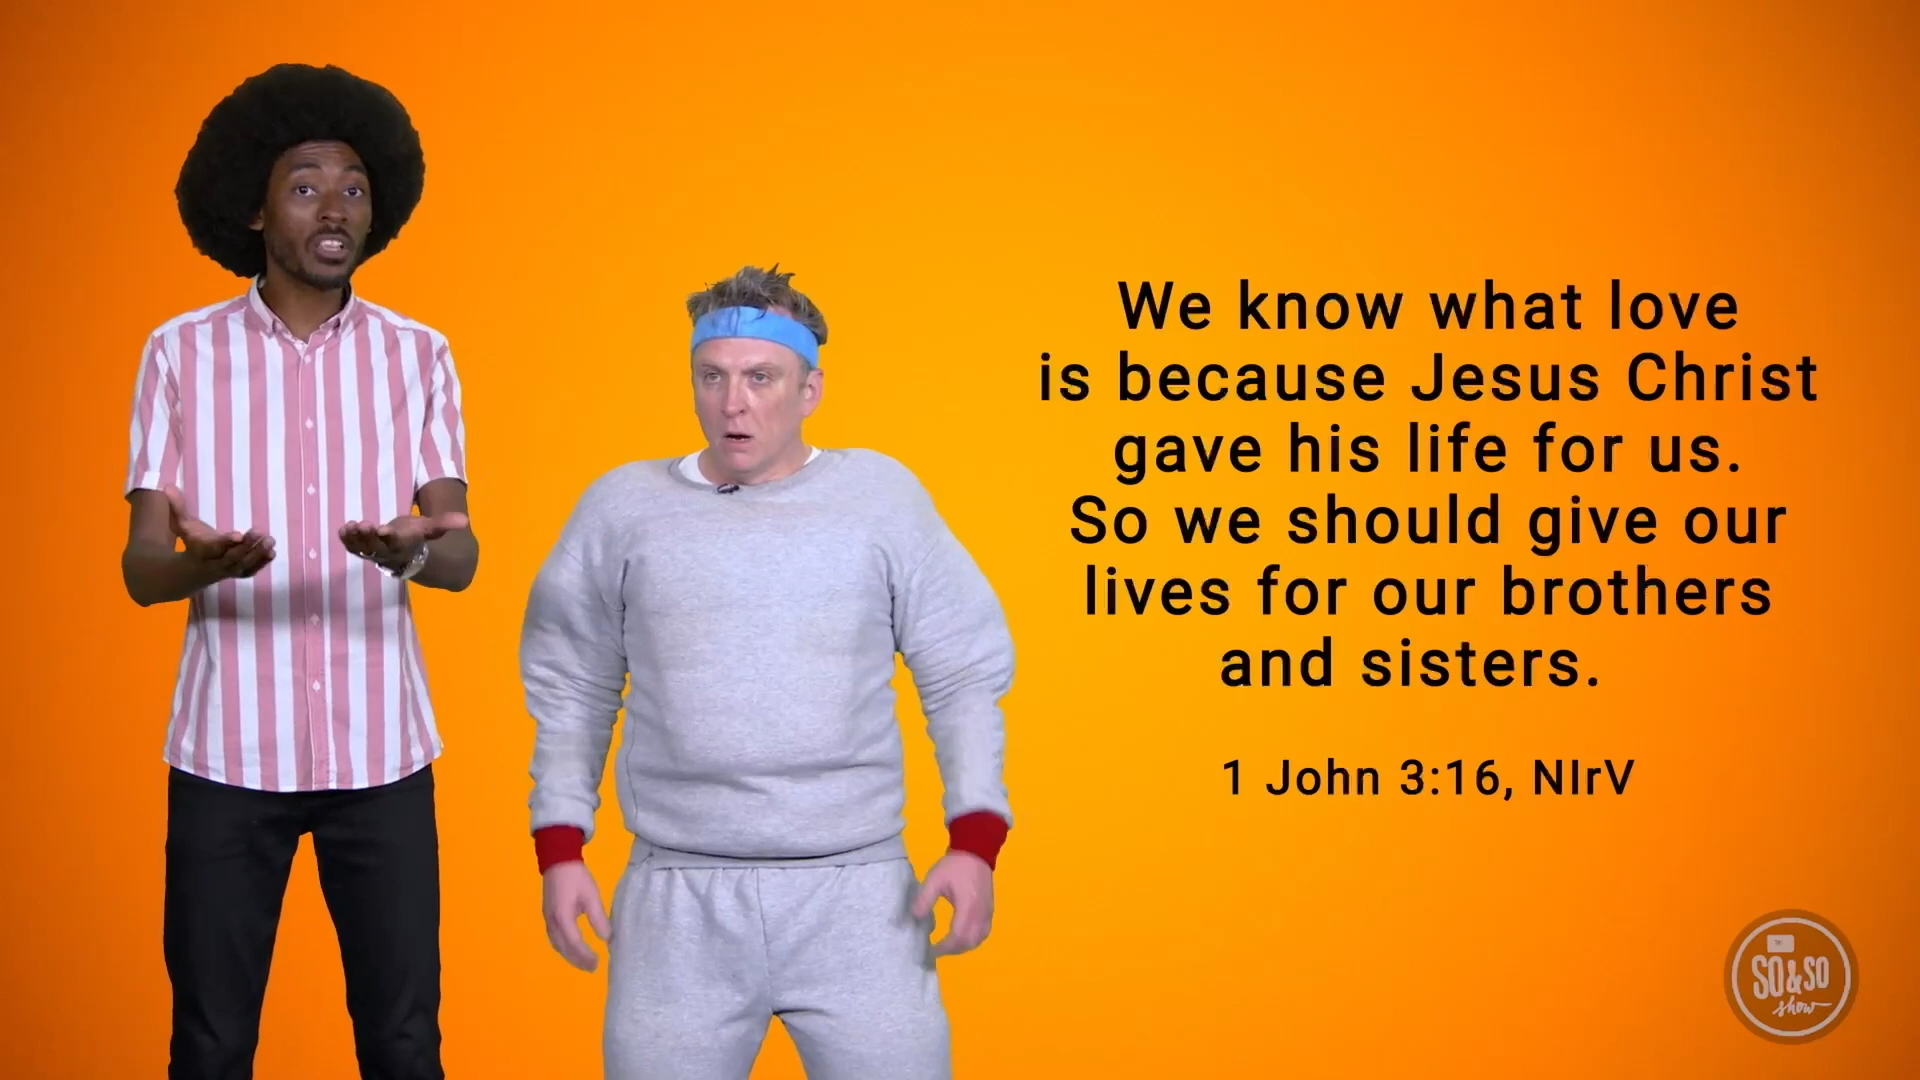 We know what love
is because Jesus Christ
gave his life for us.
So we should give our
lives for our brothers
and sisters.
1 John 3:16, NIrV
SO&SO
show